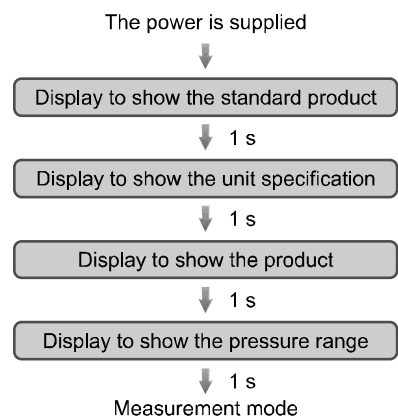 The power is supplied
Display to show the standard product
1 s
Display to show the unit specification
1 s
Display to show the product
1 s
Display to show the pressure range
1 s
Measurement mode